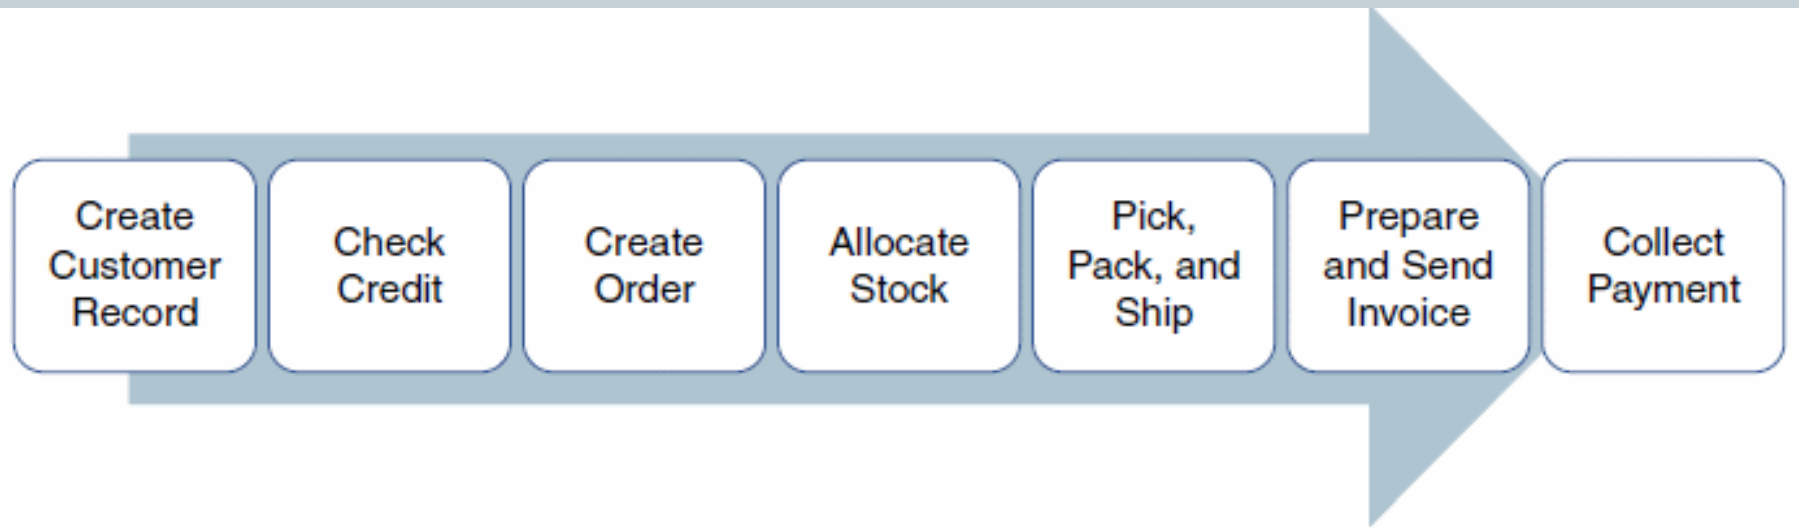 Create
Customer
Record
Check
Credit
Create
Order
Allocate
Stock
Pick,
Pack, and
Ship
Prepare
and Send
Invoice
Collect
Payment